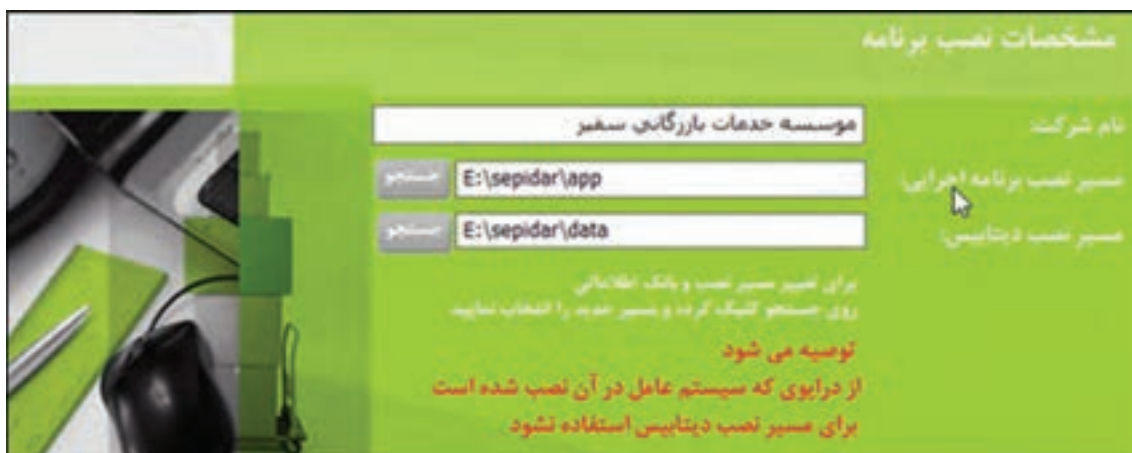 مشخصات نصب برنامه
نام شرکت:
موسسه خدمات بازرگانی سفیر
مسیر نصب برنامه اجرایی:
E:\sepidar\app
جستجو
مسیر نصب دیتابیس:
E:\sepidar\data
جستجو
برای تغییر مسیر نصب و بانک اطلاعاتی
روی جستجو کلیک کرده و مسیر جدید را انتخاب نمایید
توصیه می شود
از درایوی که سیستم عامل در آن نصب شده است
برای مسیر نصب دیتابیس استفاده نشود